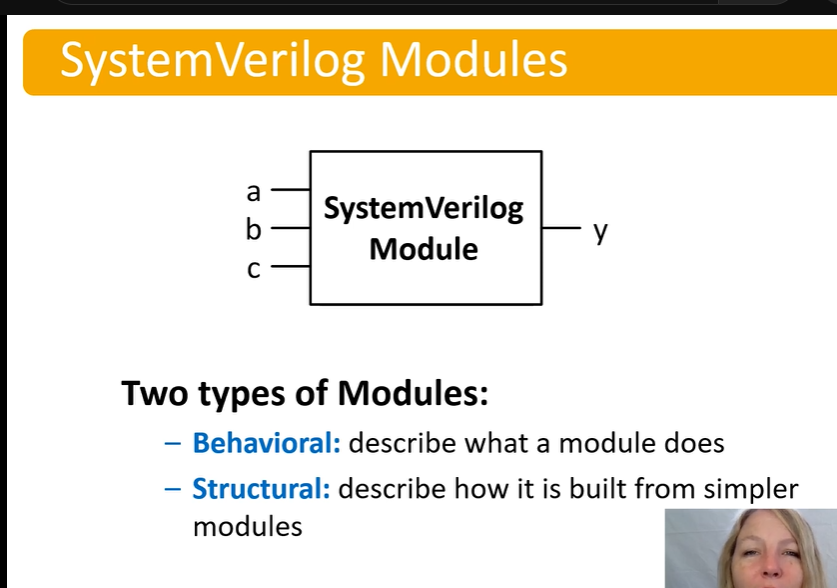 SystemVerilog Modules
a
b
c
SystemVerilog
Module
y
Two types of Modules:
– Behavioral: describe what a module does
– Structural: describe how it is built from simpler
modules